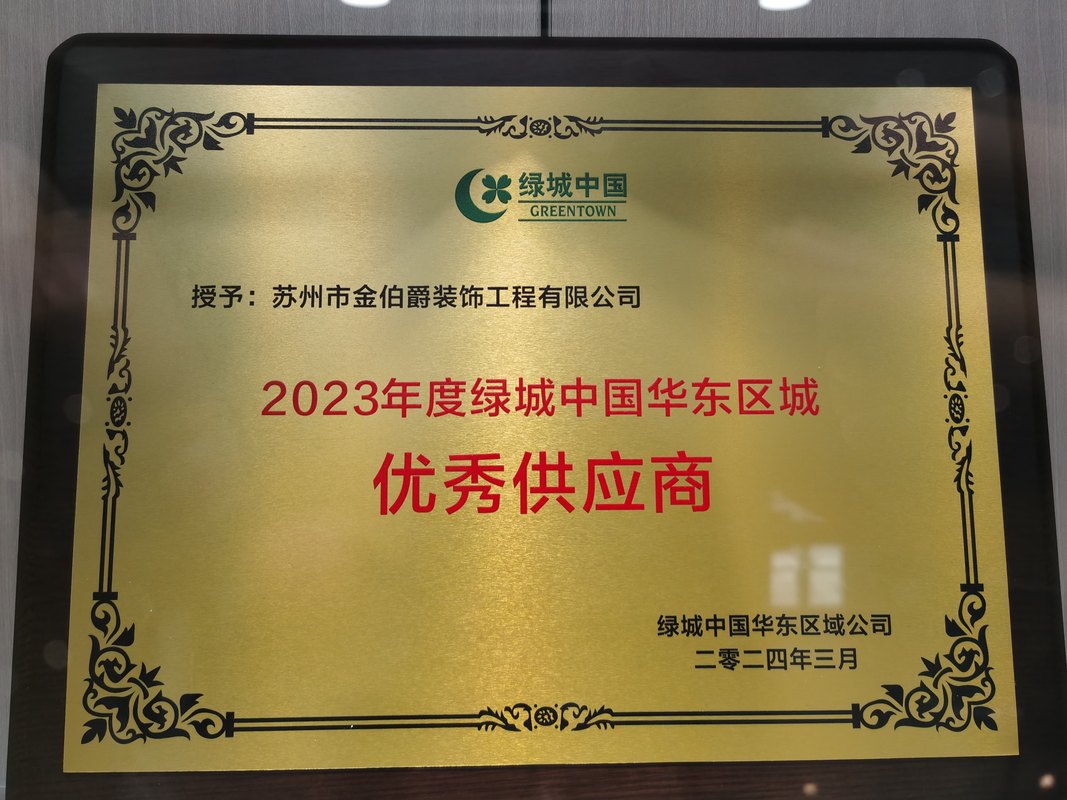 绿城中国
GREENTOWN
授予：苏州市金伯爵装饰工程有限公司
2023年度绿城中国华东区城
优秀供应商
绿城中国华东区域公司
二零二四年三月